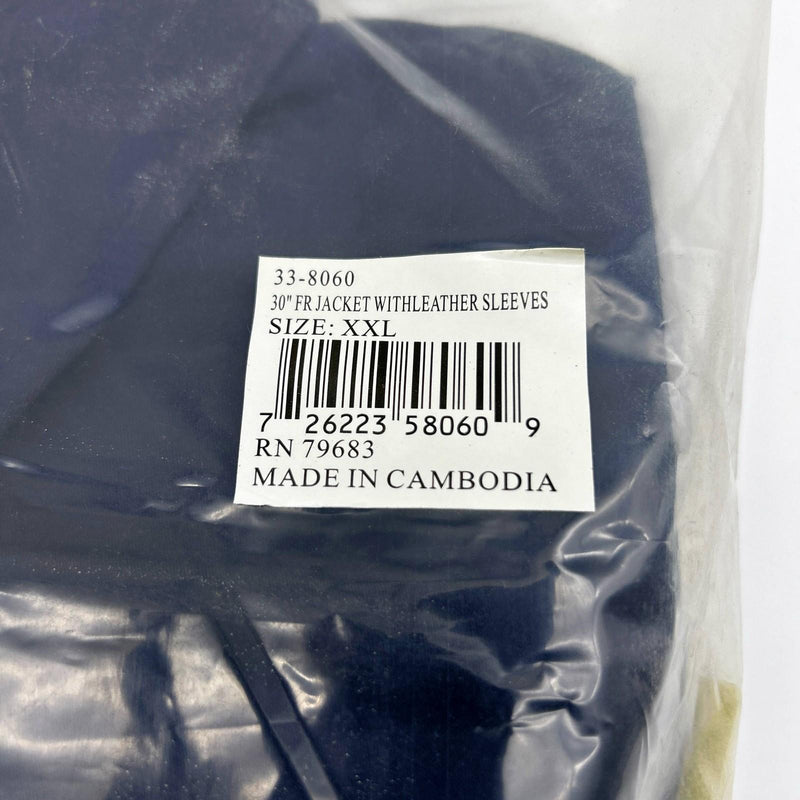 33-8060
30" FR JACKET WITHLEATHER SLEEVES
SIZE: XXL
7 26223 58060 9
RN 79683
MADE IN CAMBODIA